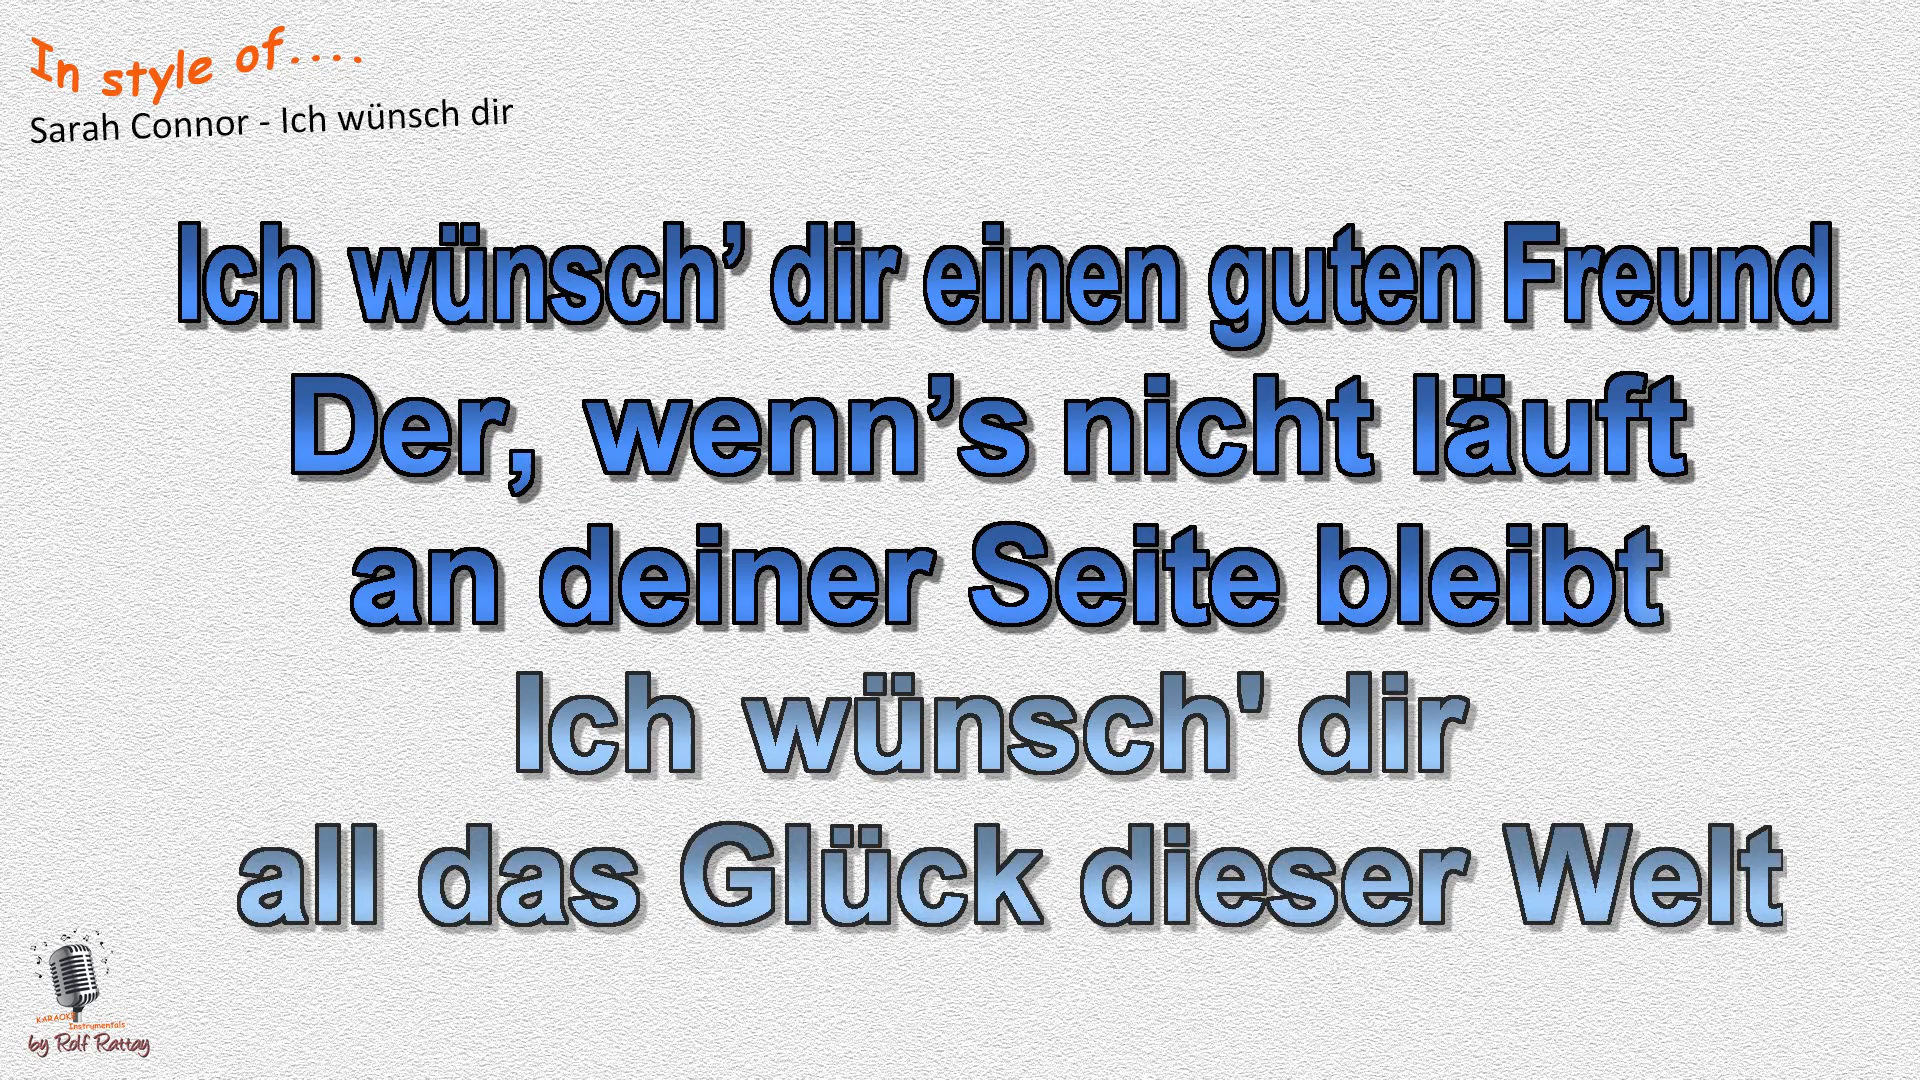 In style of....
Sarah Connor - Ich wünsch dir
Ich wünsch’ dir einen guten Freund
Der, wenn’s nicht läuft
an deiner Seite bleibt
Ich wünsch' dir
all das Glück dieser Welt
KARAOKE
Instrumentals
by Rolf Rattay